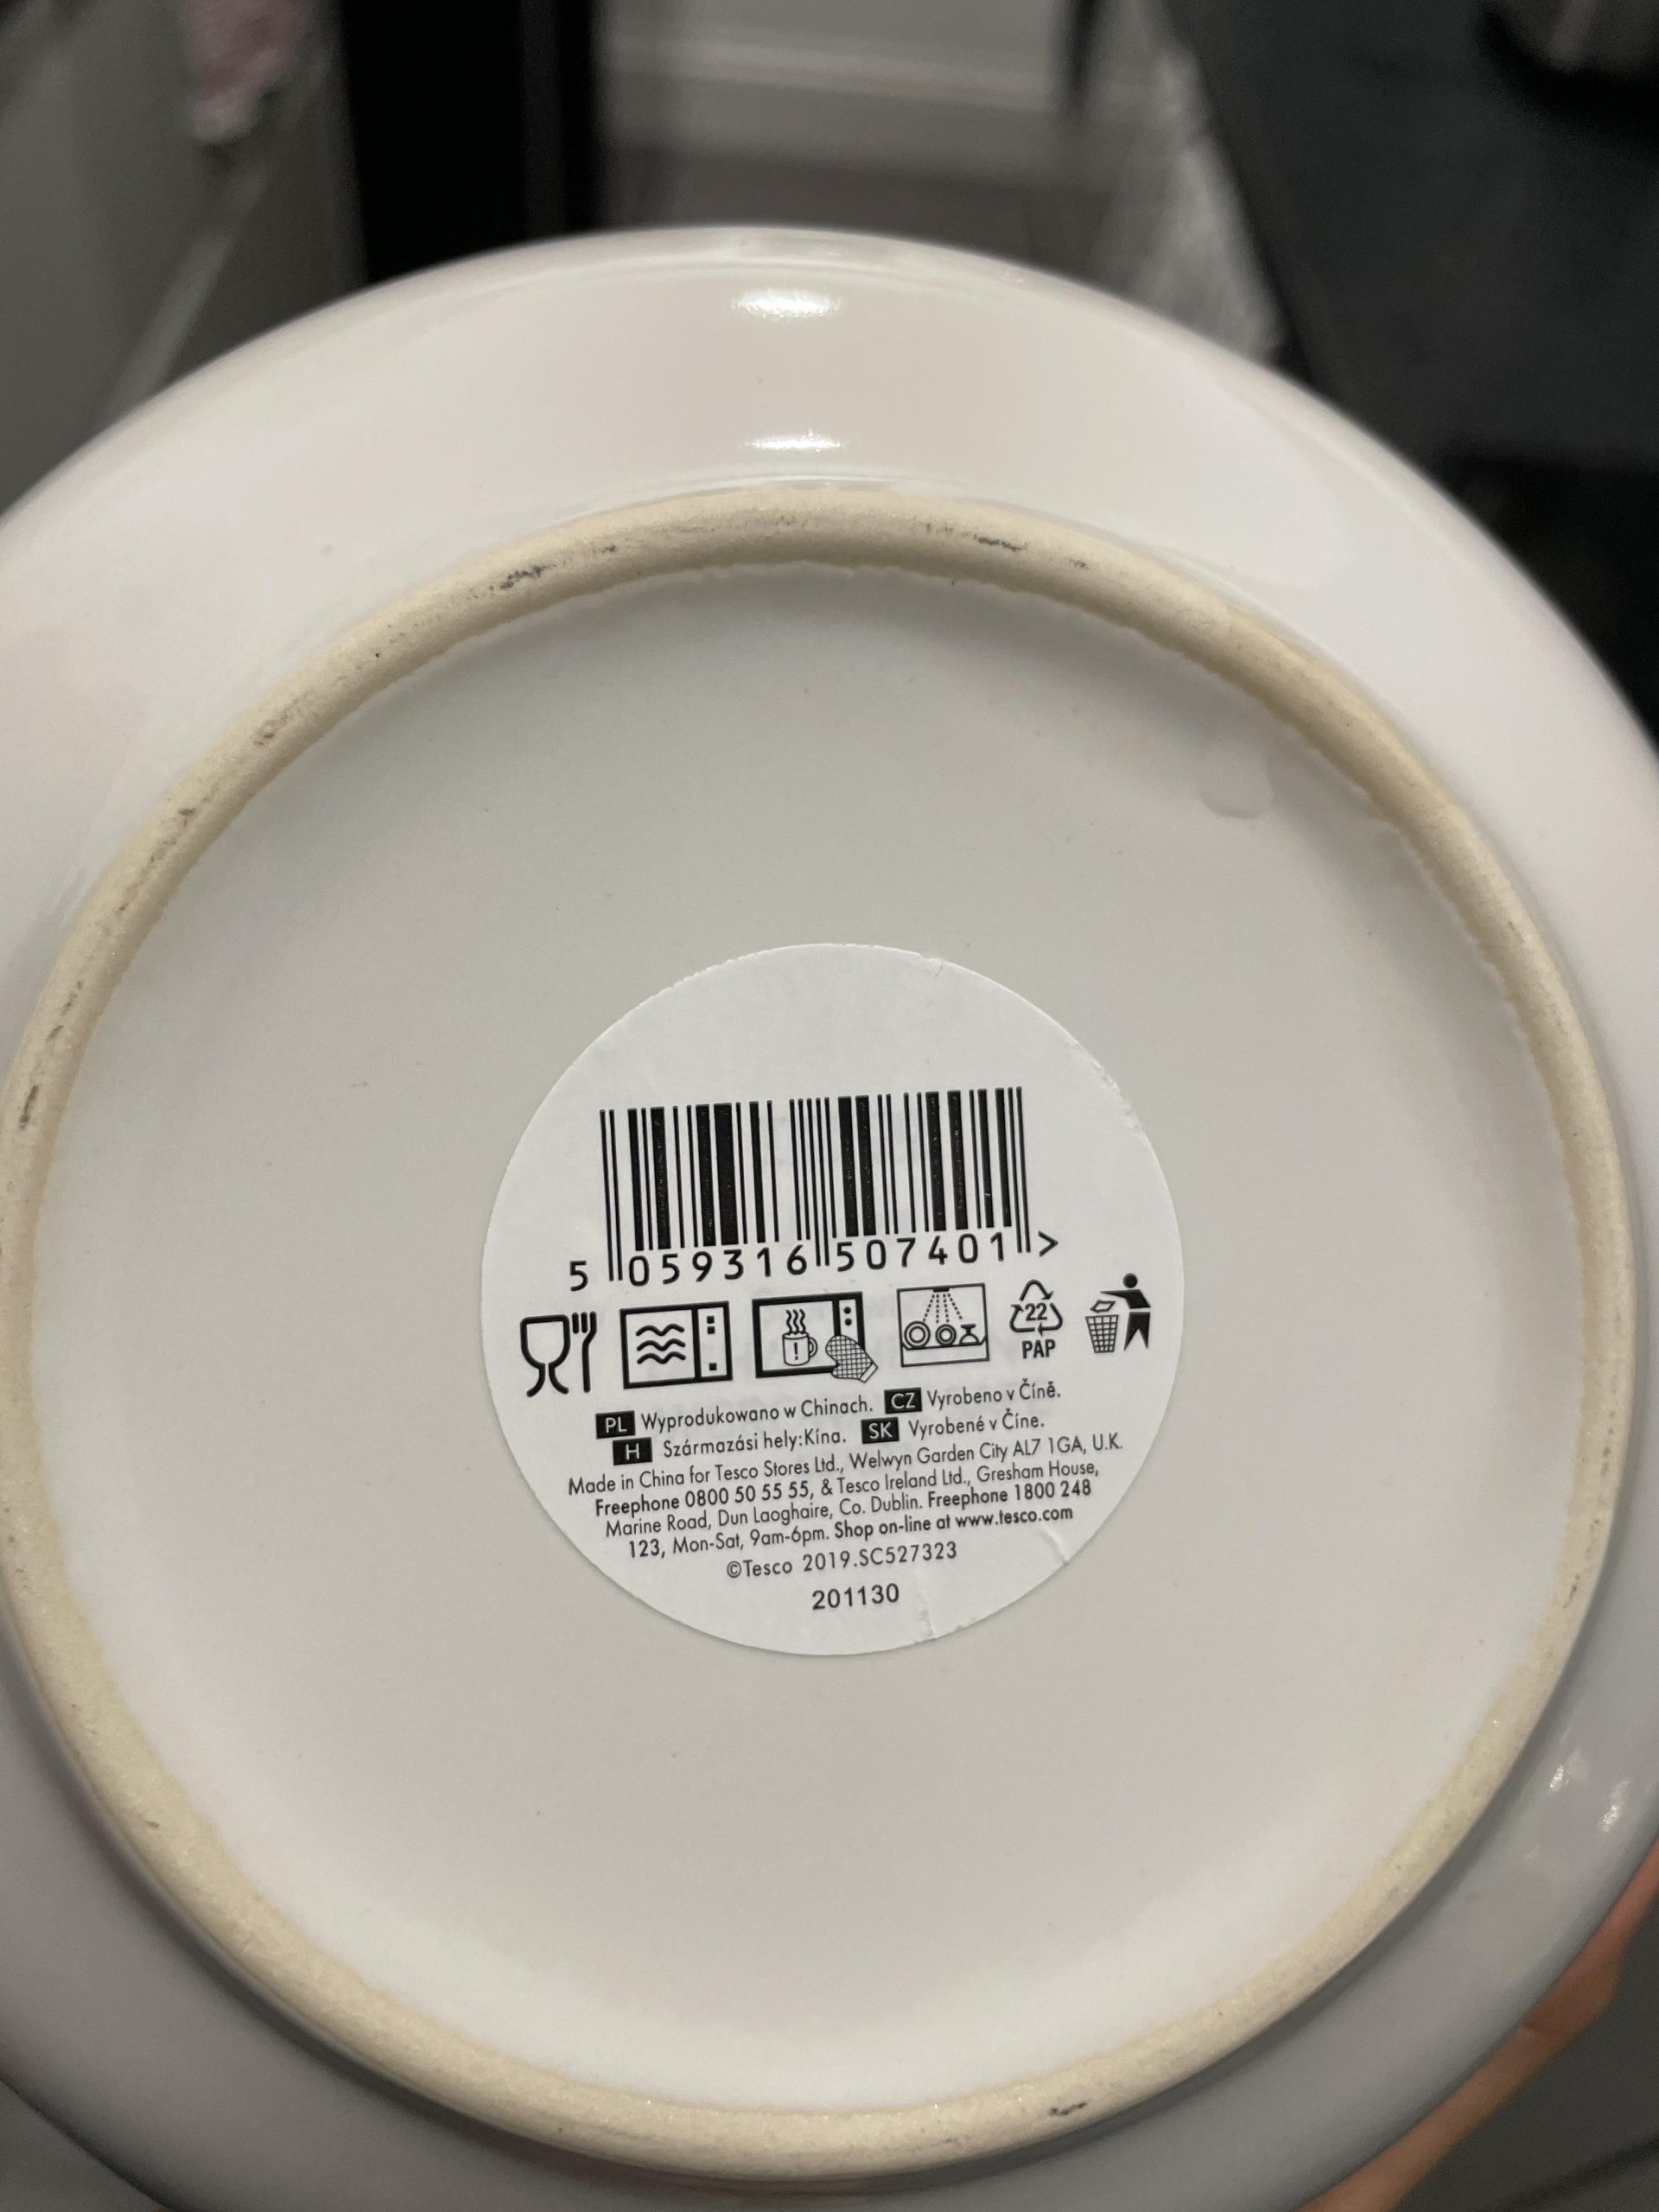 5 059316 507401 >
22
PAP
PL Wyprodukowano w Chinach. CZ Vyrobeno v Číně.
H Származási hely:Kína. SK Vyrobené v Číne.
Made in China for Tesco Stores Ltd., Welwyn Garden City AL7 1GA, U.K.
Freephone 0800 50 55 55, & Tesco Ireland Ltd., Gresham House,
Marine Road, Dun Laoghaire, Co. Dublin. Freephone 1800 248
123, Mon-Sat, 9am-6pm. Shop on-line at www.tesco.com
©Tesco 2019.SC527323
201130